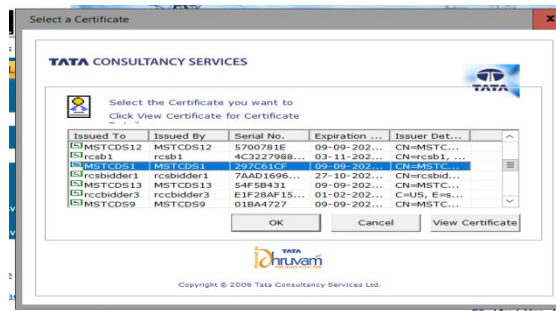 Select a Certificate
x
TATA CONSULTANCY SERVICES
TATA
Select the Certificate you want to
Click View Certificate for Certificate
Issued To Issued By Serial No. Expiration ... Issuer Det...
MSTCDS12 MSTCDS12 5700781E 09-09-202... CN=MSTC...
rcsb1 rcsb1 4C3227988... 03-11-202... CN=rcsb1, ...
MSTCDS1 MSTCDS1 297C61CF 09-09-202... CN=MSTC...
rcsbidder1 rcsbidder1 7AAD1696... 27-10-202... CN=rcsbid...
MSTCDS13 MSTCDS13 54F5B431 09-09-202... CN=MSTC...
rccbidder3 rccbidder3 E1F28AF15... 01-02-202... C=US, E=s...
MSTCDS9 MSTCDS9 01BA4727 09-09-202... CN=MSTC...
OK Cancel View Certificate
TATA
Dhruvam
Copyright © 2006 Tata Consultancy Services Ltd.